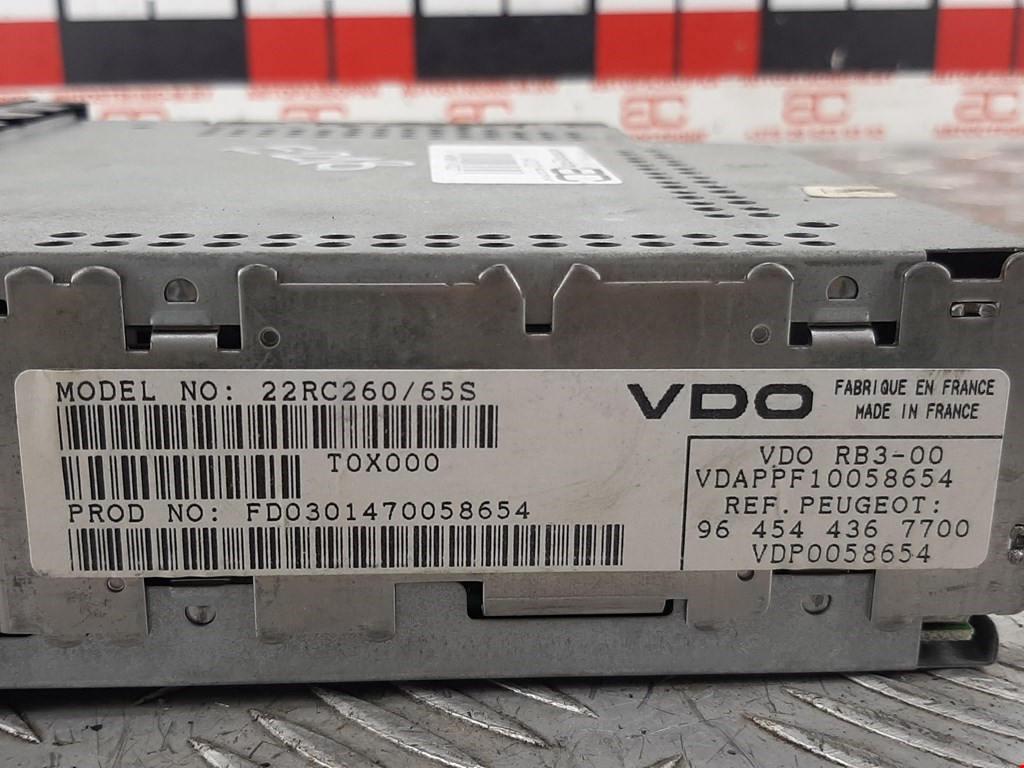 MODEL NO: 22RC260/65S
T0X000
PROD NO: FD0301470058654
VDO
FABRIQUE EN FRANCE
MADE IN FRANCE
VDO RB3-00
VDAPPF10058654
REF. PEUGEOT:
96 454 436 7700
VDP0058654